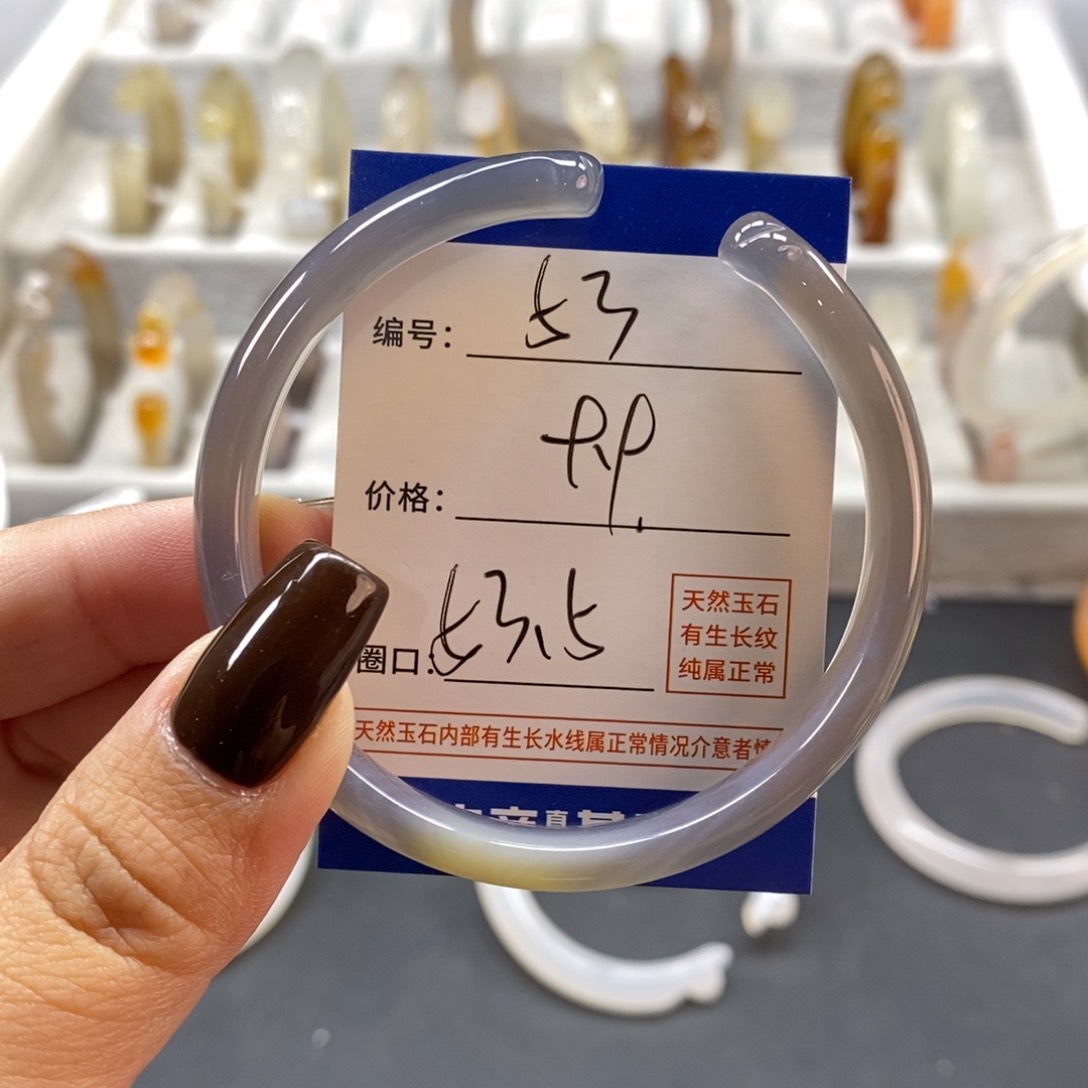 编号： 53
价格：
圈口： 53.5
天然玉石
有生长纹
纯属正常
天然玉石内部有生长水线属正常情况介意者慎